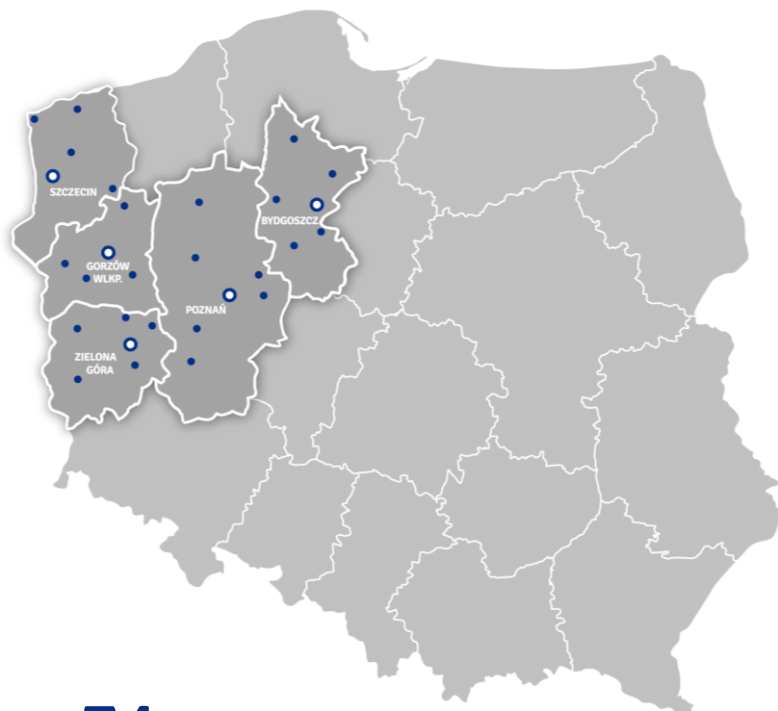 SZCZECIN
BYDGOSZCZ
GORZÓW
WLKP.
POZNAŃ
ZIELONA
GÓRA